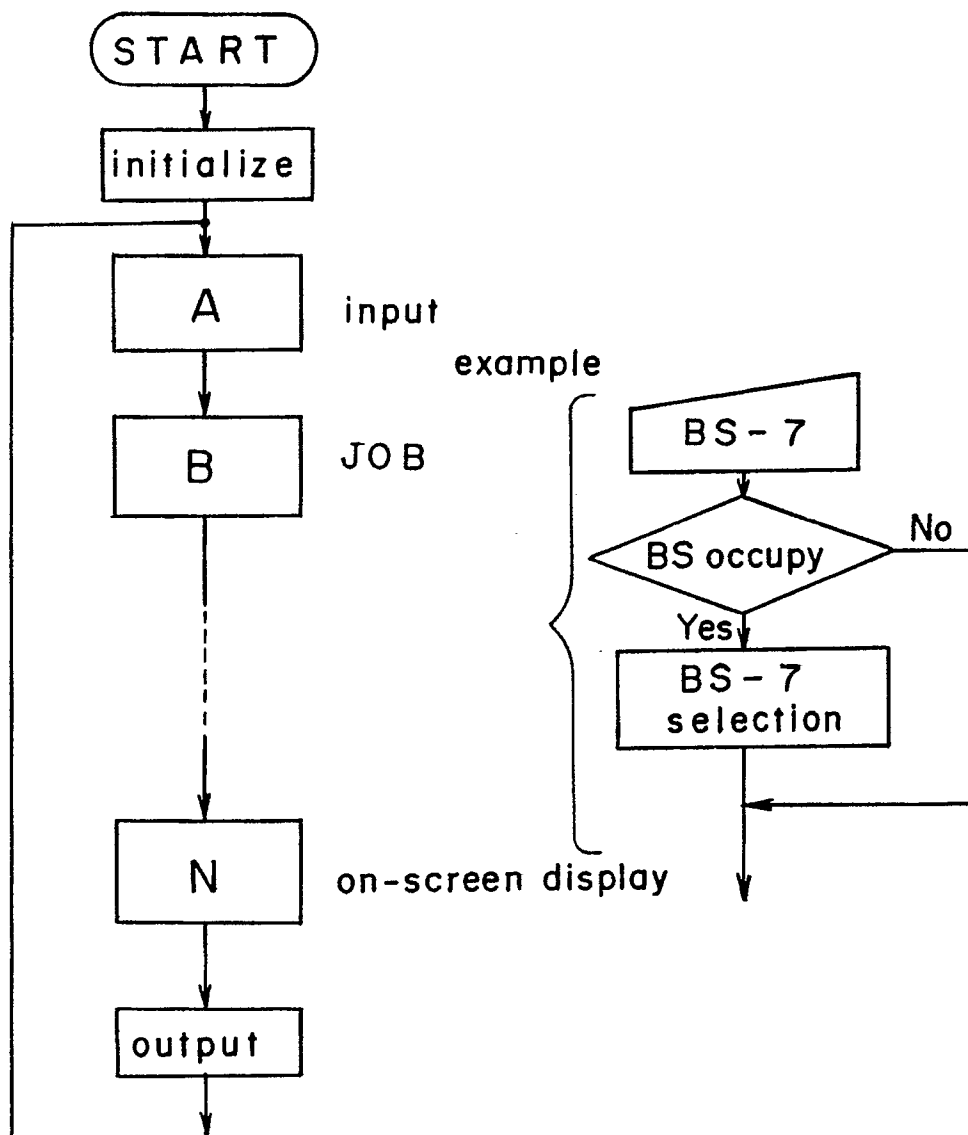 START
initialize
A
input
B
JOB
N
on-screen display
output
example
BS-7
BS occupy
No
Yes
BS-7
selection